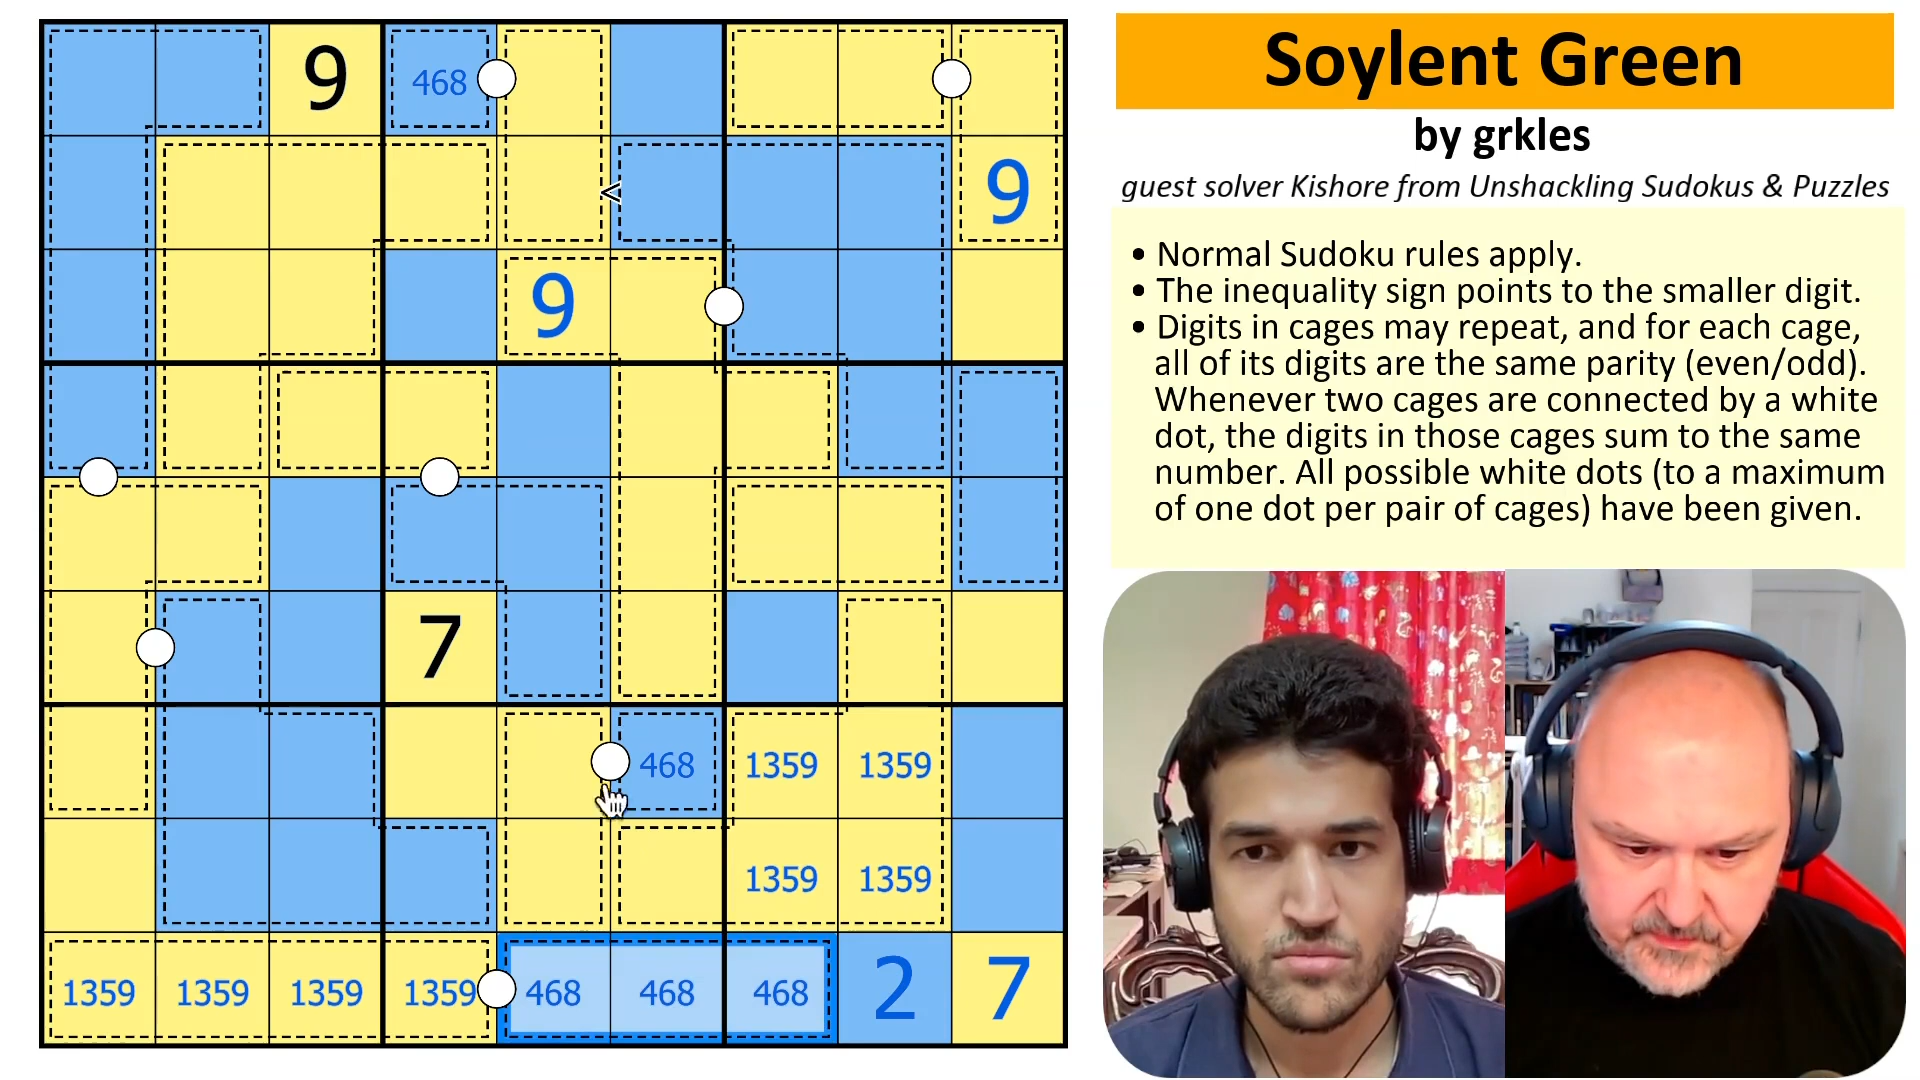 9 468
<
9
9
7
468 1359 1359
1359 1359
1359 1359 1359 1359 468 468 468 2 7
Soylent Green
by grkles
guest solver Kishore from Unshackling Sudokus & Puzzles
• Normal Sudoku rules apply.
• The inequality sign points to the smaller digit.
• Digits in cages may repeat, and for each cage,
all of its digits are the same parity (even/odd).
Whenever two cages are connected by a white
dot, the digits in those cages sum to the same
number. All possible white dots (to a maximum
of one dot per pair of cages) have been given.